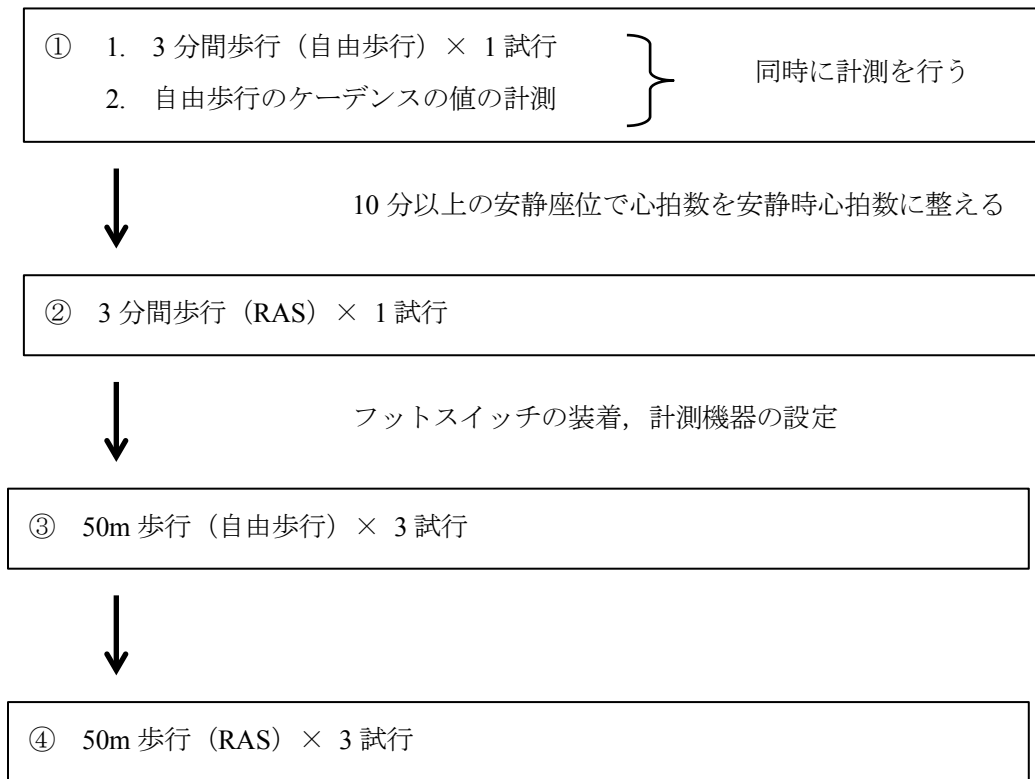 ① 1. 3 分間歩行（自由歩行）× 1 試行
2. 自由歩行のケーデンスの値の計測
同時に計測を行う
10 分以上の安静座位で心拍数を安静時心拍数に整える
② 3 分間歩行（RAS）× 1 試行
フットスイッチの装着，計測機器の設定
③ 50m 歩行（自由歩行）× 3 試行
④ 50m 歩行（RAS）× 3 試行